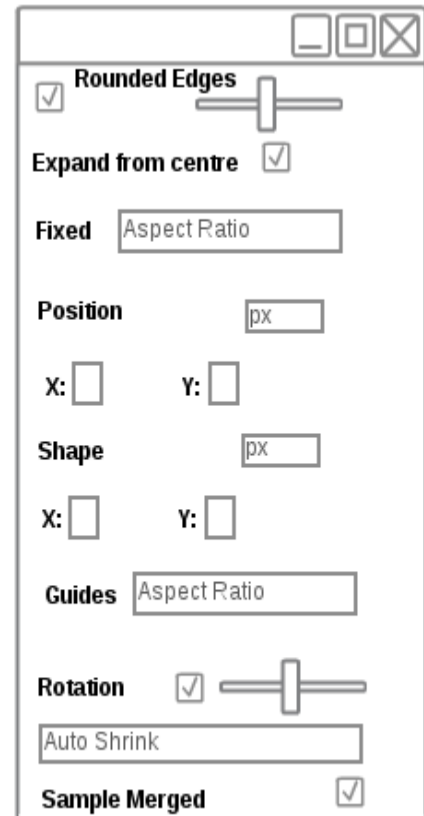 Rounded Edges
Expand from centre
Fixed Aspect Ratio
Position px
X: Y:
Shape px
X: Y:
Guides Aspect Ratio
Rotation
Auto Shrink
Sample Merged